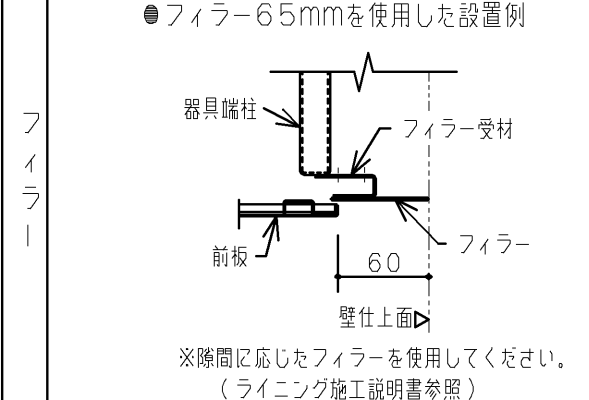 ●フィラー65mmを使用した設置例
フィラー
器具端柱
フィラー受材
前板
フィラー
60
壁仕上面
※隙間に応じたフィラーを使用してください。
(ライニング施工説明書参照)